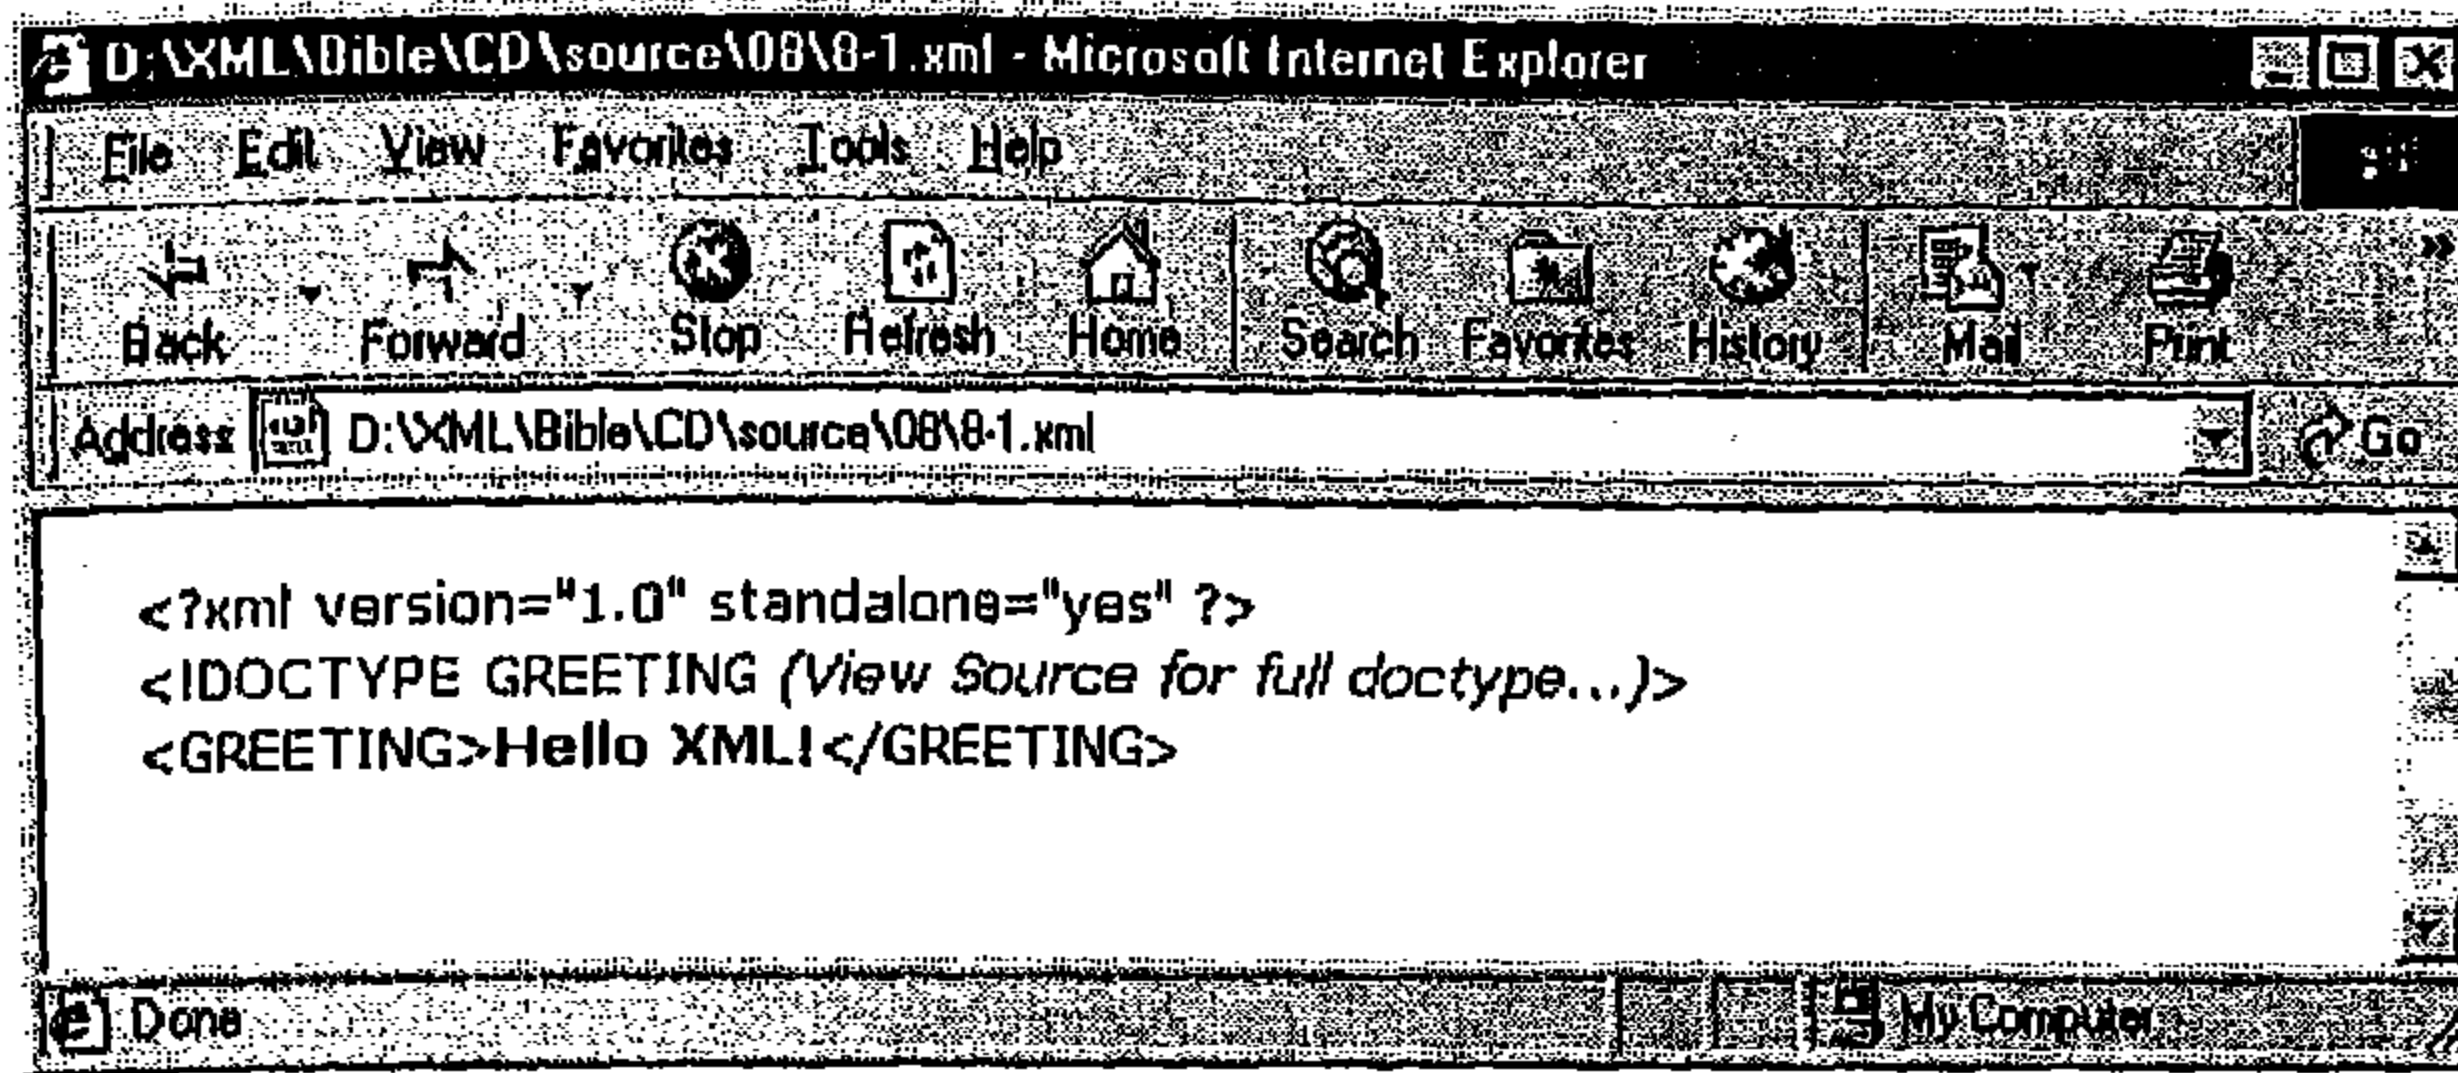 D:\XML\Bible\CD\source\08\8-1.xml - Microsoft Internet Explorer
File Edit View Favorites Tools Help
»
Back Forward Stop Refresh Home Search Favorites History Mail Print
Address D:\XML\Bible\CD\source\08\8-1.xml Go
<?xml version="1.0" standalone="yes" ?>
<!DOCTYPE GREETING (View Source for full doctype...)>
<GREETING>Hello XML!</GREETING>
Done My Computer